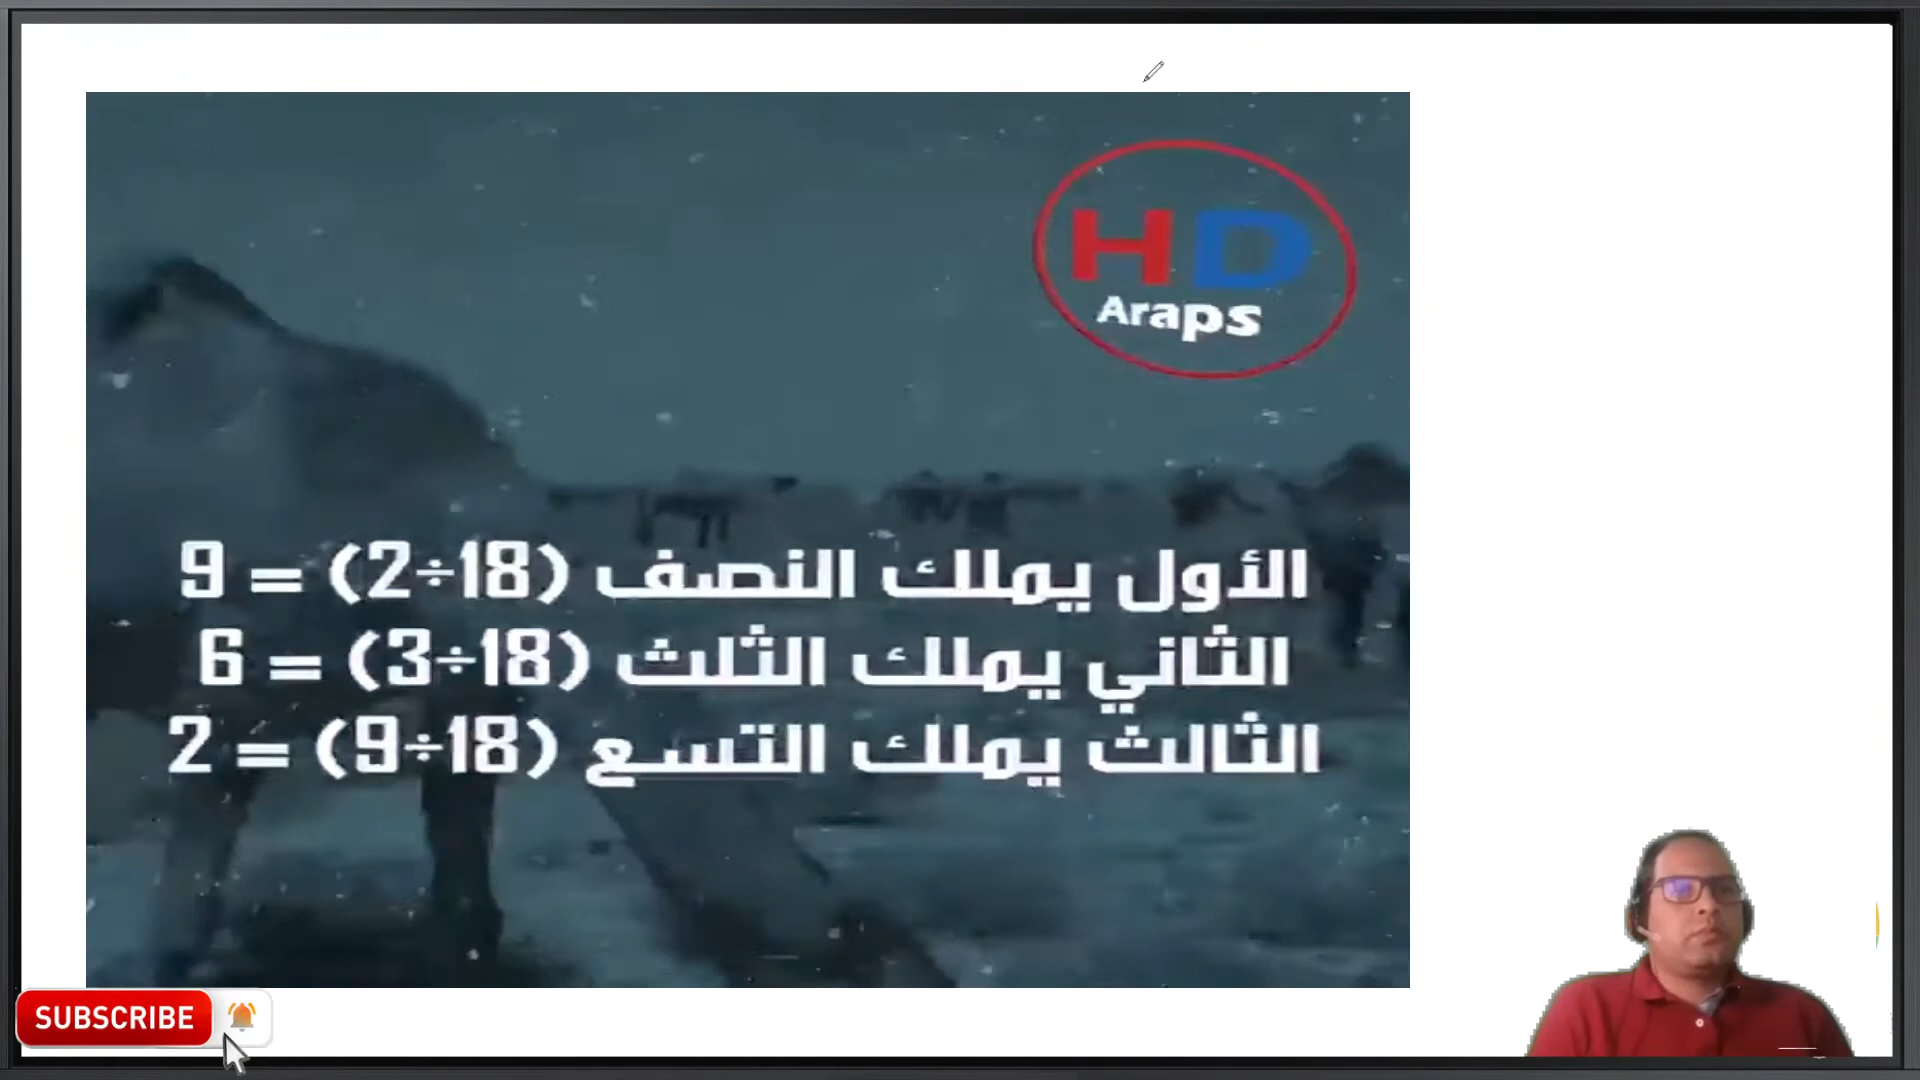 HD
Araps
الأول يملك النصف (18÷2) = 9
الثاني يملك الثلث (18÷3) = 6
الثالث يملك التسع (18÷9) = 2
SUBSCRIBE